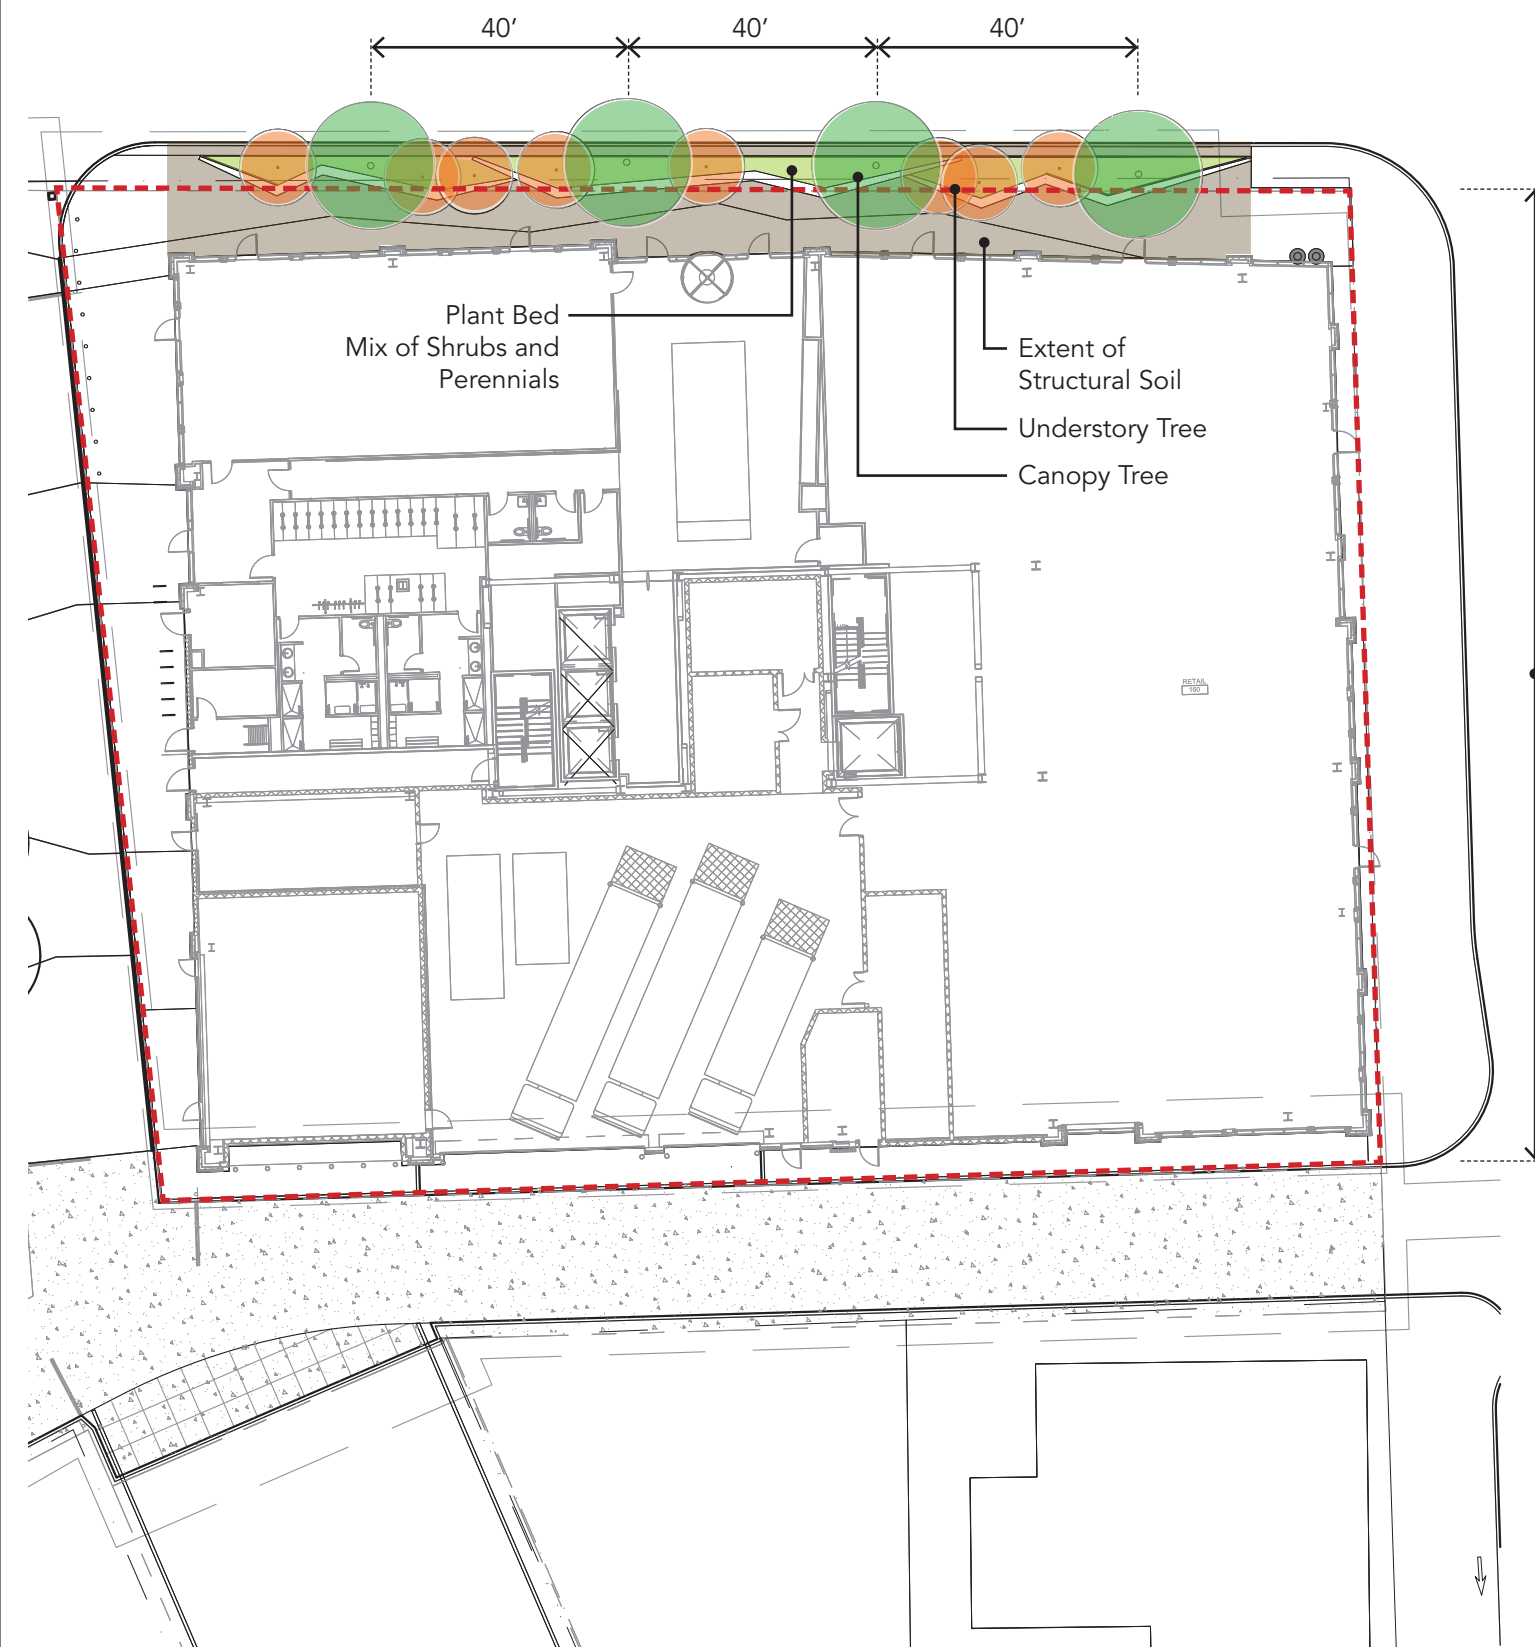 40’ 40’ 40’
Plant Bed
Mix of Shrubs and
Perennials
Extent of
Structural Soil
Understory Tree
Canopy Tree
RETAIL
160